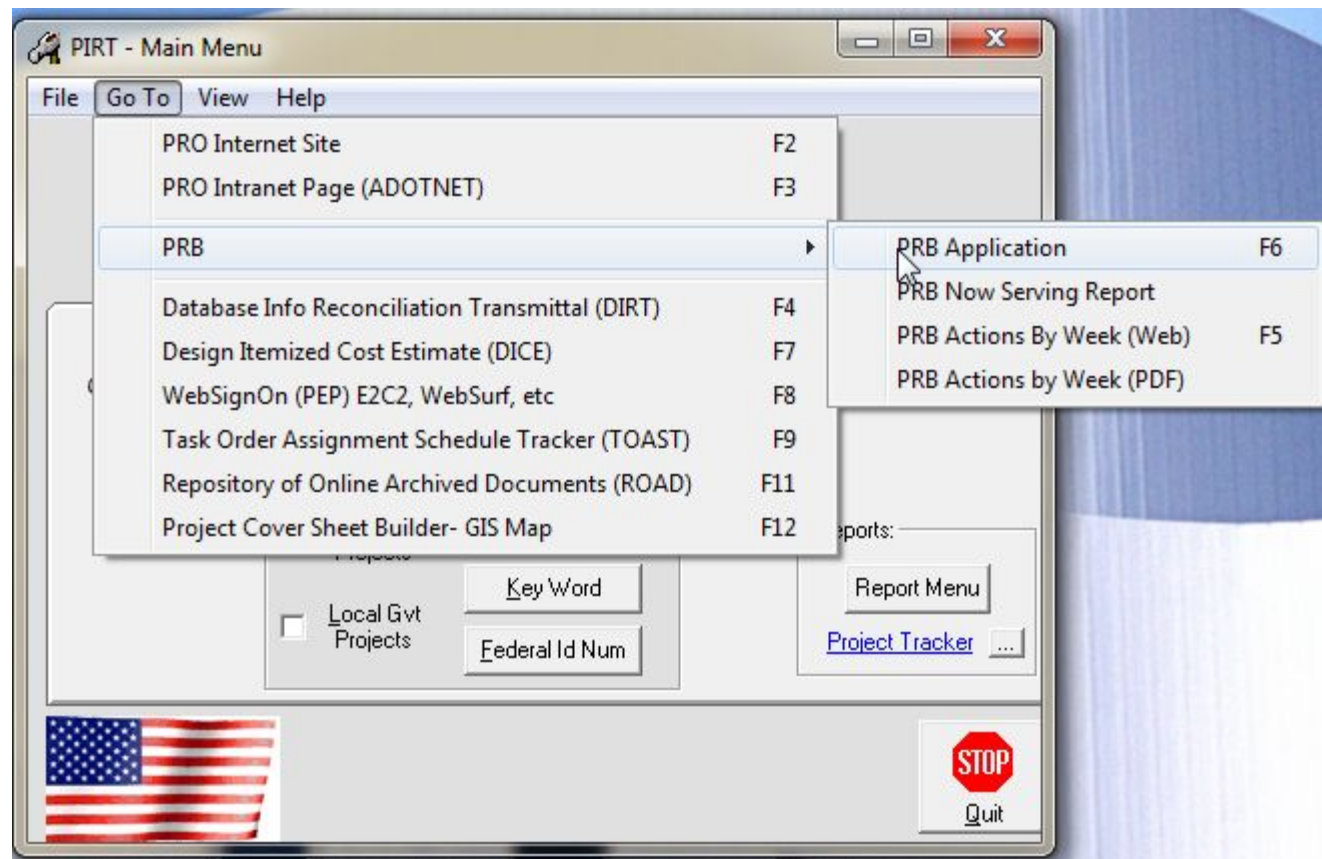 PIRT - Main Menu
File Go To View Help
PRO Internet Site F2
PRO Intranet Page (ADOTNET) F3
PRB
PRB Application F6
PRB Now Serving Report
PRB Actions By Week (Web) F5
PRB Actions by Week (PDF)
Database Info Reconciliation Transmittal (DIRT) F4
Design Itemized Cost Estimate (DICE) F7
WebSignOn (PEP) E2C2, WebSurf, etc F8
Task Order Assignment Schedule Tracker (TOAST) F9
Repository of Online Archived Documents (ROAD) F11
Project Cover Sheet Builder- GIS Map F12
Key Word
Local Gvt
Projects
Federal Id Num
Report Menu
Project Tracker ...
STOP
Quit